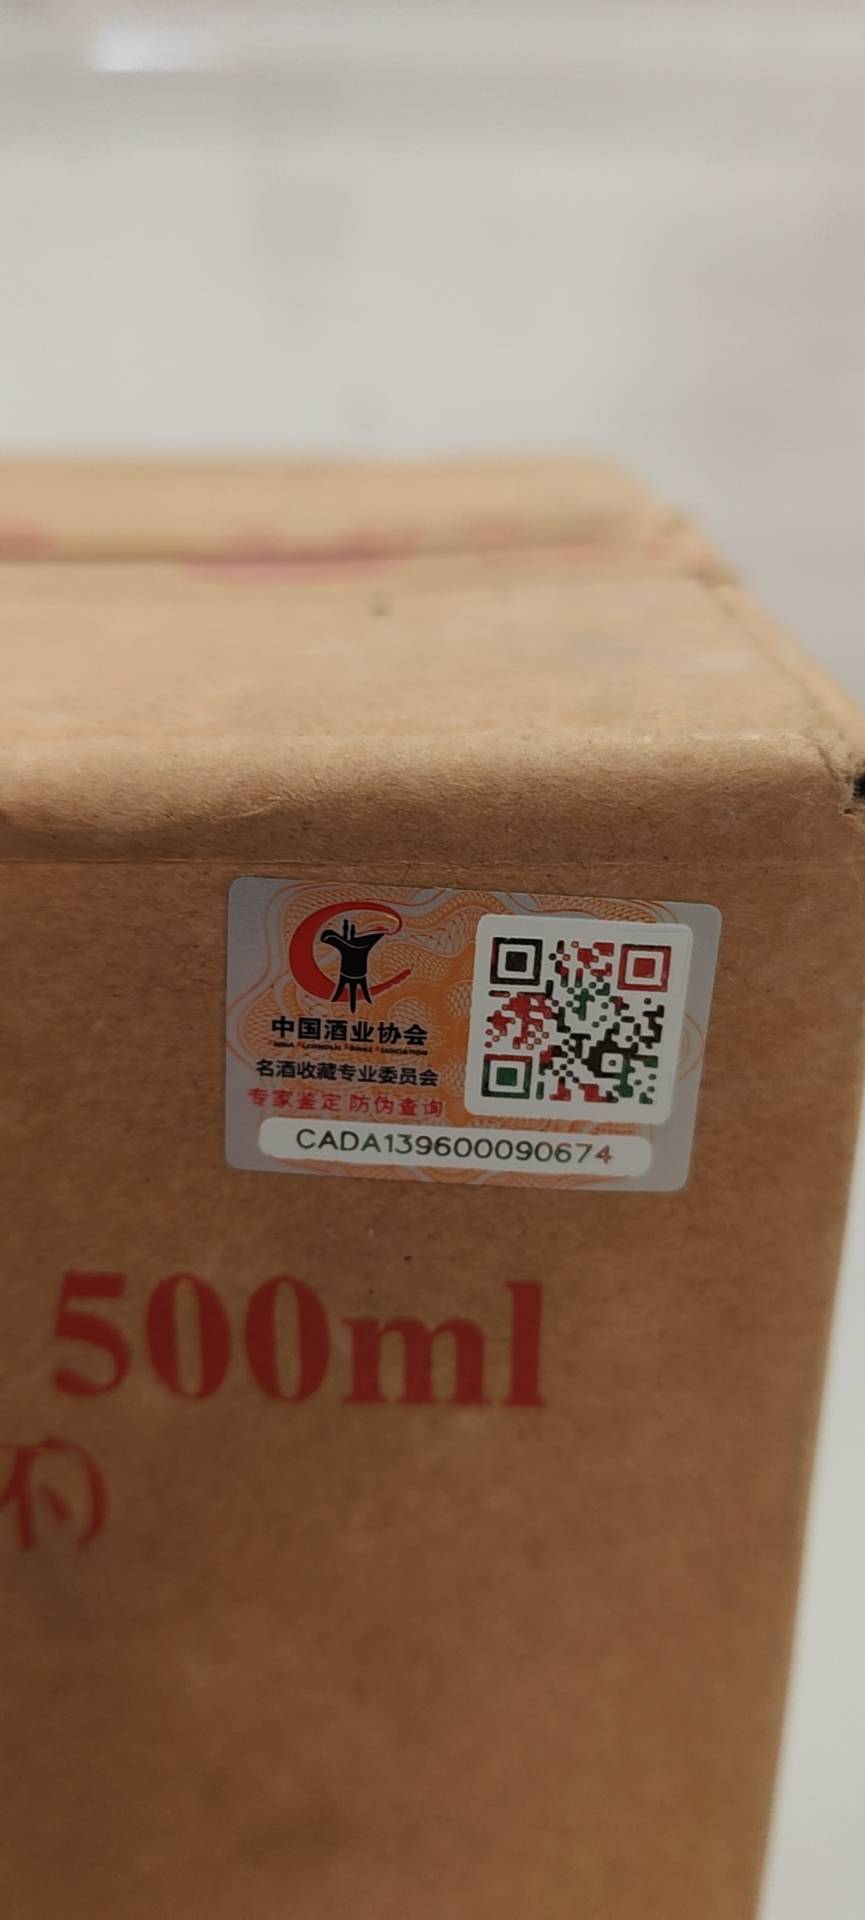 中国酒业协会
名酒收藏专业委员会
专家鉴定 防伪查询
CADA139600090674
500ml